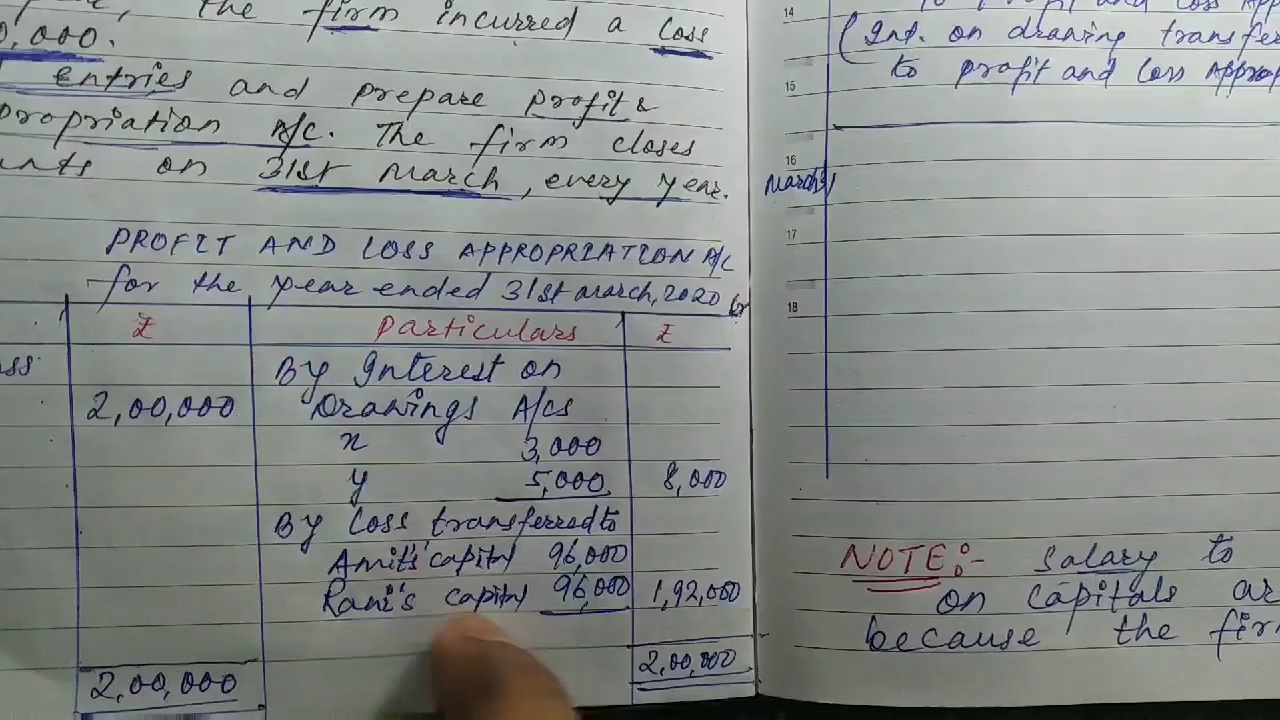 the firm incurred a Loss
0,000.
entries and prepare Profit &
propriation A/c. The firm closes
unts on 31st March, every year.
PROFIT AND LOSS APPROPRIATION A/C
for the year ended 31st march, 2020 Cr
₹ Particulars ₹
ss By Interest on
2,00,000 Drawings A/cs
x 3,000
y 5,000 8,000
By Loss transferred to
Amit's capital 96,000
Rani's capital 96,000 1,92,000
2,00,000
2,00,000
14
(Int. on drawing transfer
to profit and Loss Approp
15
16
March 31
17
18
NOTE:- Salary to
on capitals ar
because the fir